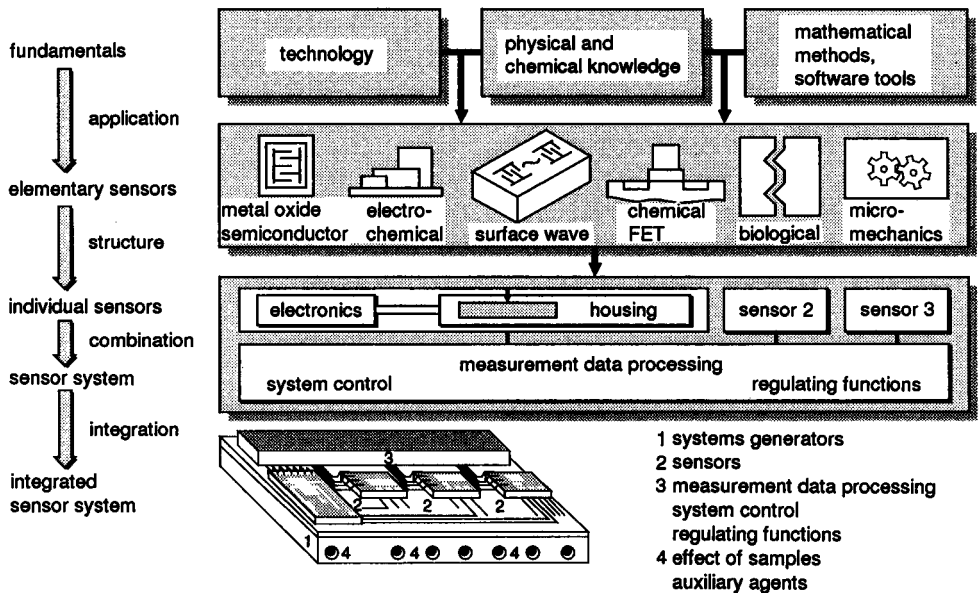 fundamentals
application
elementary sensors
structure
individual sensors
combination
sensor system
integration
integrated
sensor system
technology
physical and
chemical knowledge
mathematical
methods,
software tools
metal oxide
semiconductor
electro-
chemical
surface wave
chemical
FET
biological
micro-
mechanics
electronics
housing
sensor 2
sensor 3
measurement data processing
system control
regulating functions
3
2
2
2
1
4
4
4
1 systems generators
2 sensors
3 measurement data processing
system control
regulating functions
4 effect of samples
auxiliary agents